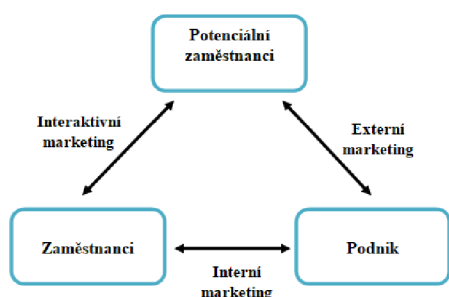 Potenciální
zaměstnanci
Interaktivní
marketing
Externí
marketing
Zaměstnanci
Podnik
Interní
marketing